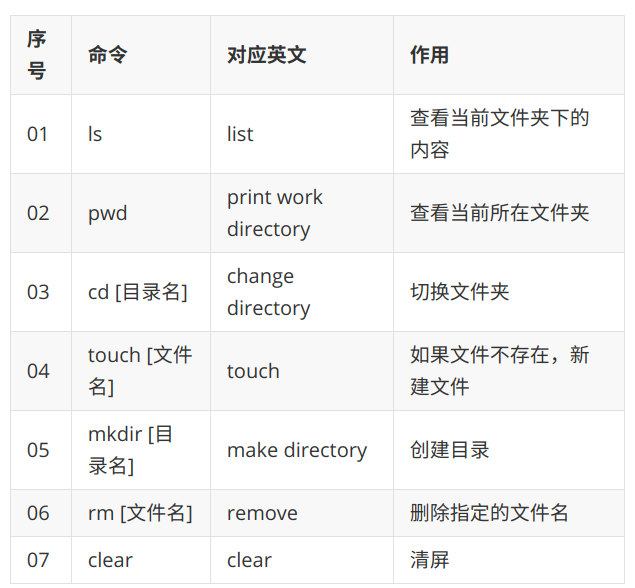 序号 命令 对应英文 作用
01 ls list 查看当前文件夹下的内容
02 pwd print work directory 查看当前所在文件夹
03 cd [目录名] change directory 切换文件夹
04 touch [文件名] touch 如果文件不存在，新建文件
05 mkdir [目录名] make directory 创建目录
06 rm [文件名] remove 删除指定的文件名
07 clear clear 清屏